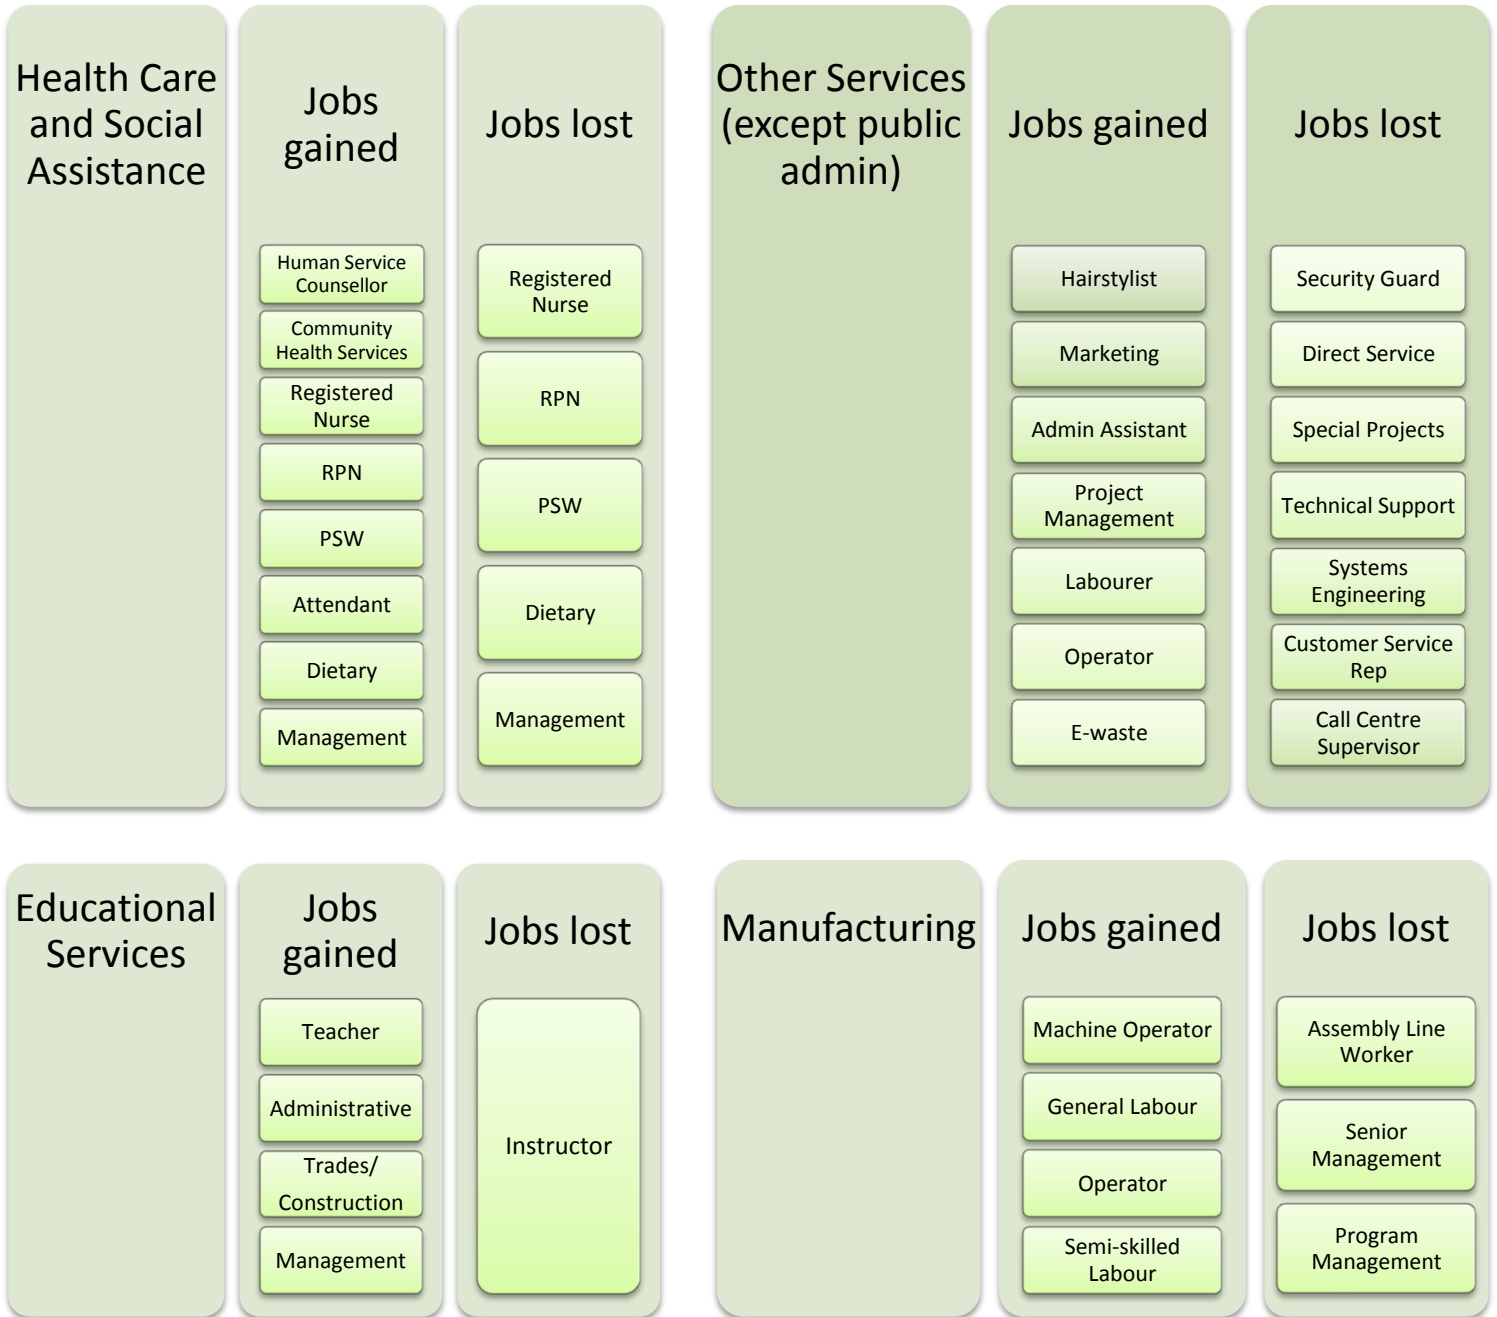 Health Care
and Social
Assistance
Jobs
gained
Human Service
Counsellor
Community
Health Services
Registered
Nurse
RPN
PSW
Attendant
Dietary
Management
Jobs lost
Registered
Nurse
RPN
PSW
Dietary
Management
Other Services
(except public
admin)
Jobs gained
Hairstylist
Marketing
Admin Assistant
Project
Management
Labourer
Operator
E-waste
Jobs lost
Security Guard
Direct Service
Special Projects
Technical Support
Systems
Engineering
Customer Service
Rep
Call Centre
Supervisor
Educational
Services
Jobs
gained
Teacher
Administrative
Trades/
Construction
Management
Jobs lost
Instructor
Manufacturing
Jobs gained
Machine Operator
General Labour
Operator
Semi-skilled
Labour
Jobs lost
Assembly Line
Worker
Senior
Management
Program
Management